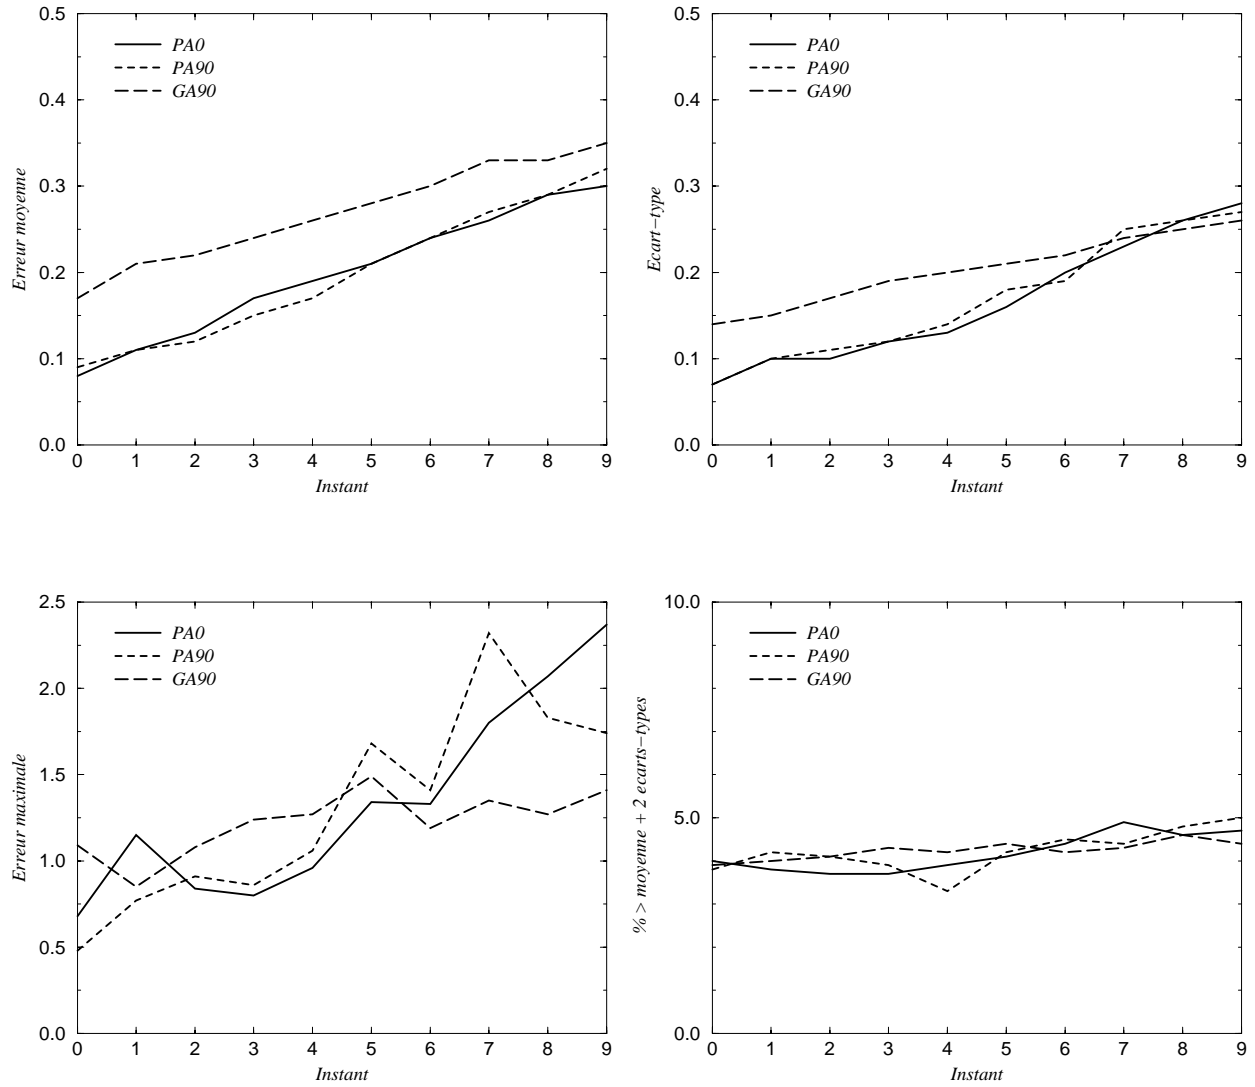 0.5
0.4
0.3
0.2
0.1
0.0
0 1 2 3 4 5 6 7 8 9
Erreur moyenne
Instant
PA0
PA90
GA90
0.5
0.4
0.3
0.2
0.1
0.0
0 1 2 3 4 5 6 7 8 9
Ecart-type
Instant
PA0
PA90
GA90
2.5
2.0
1.5
1.0
0.5
0.0
0 1 2 3 4 5 6 7 8 9
Erreur maximale
Instant
PA0
PA90
GA90
10.0
5.0
0.0
0 1 2 3 4 5 6 7 8 9
% > moyenne + 2 ecarts-types
Instant
PA0
PA90
GA90